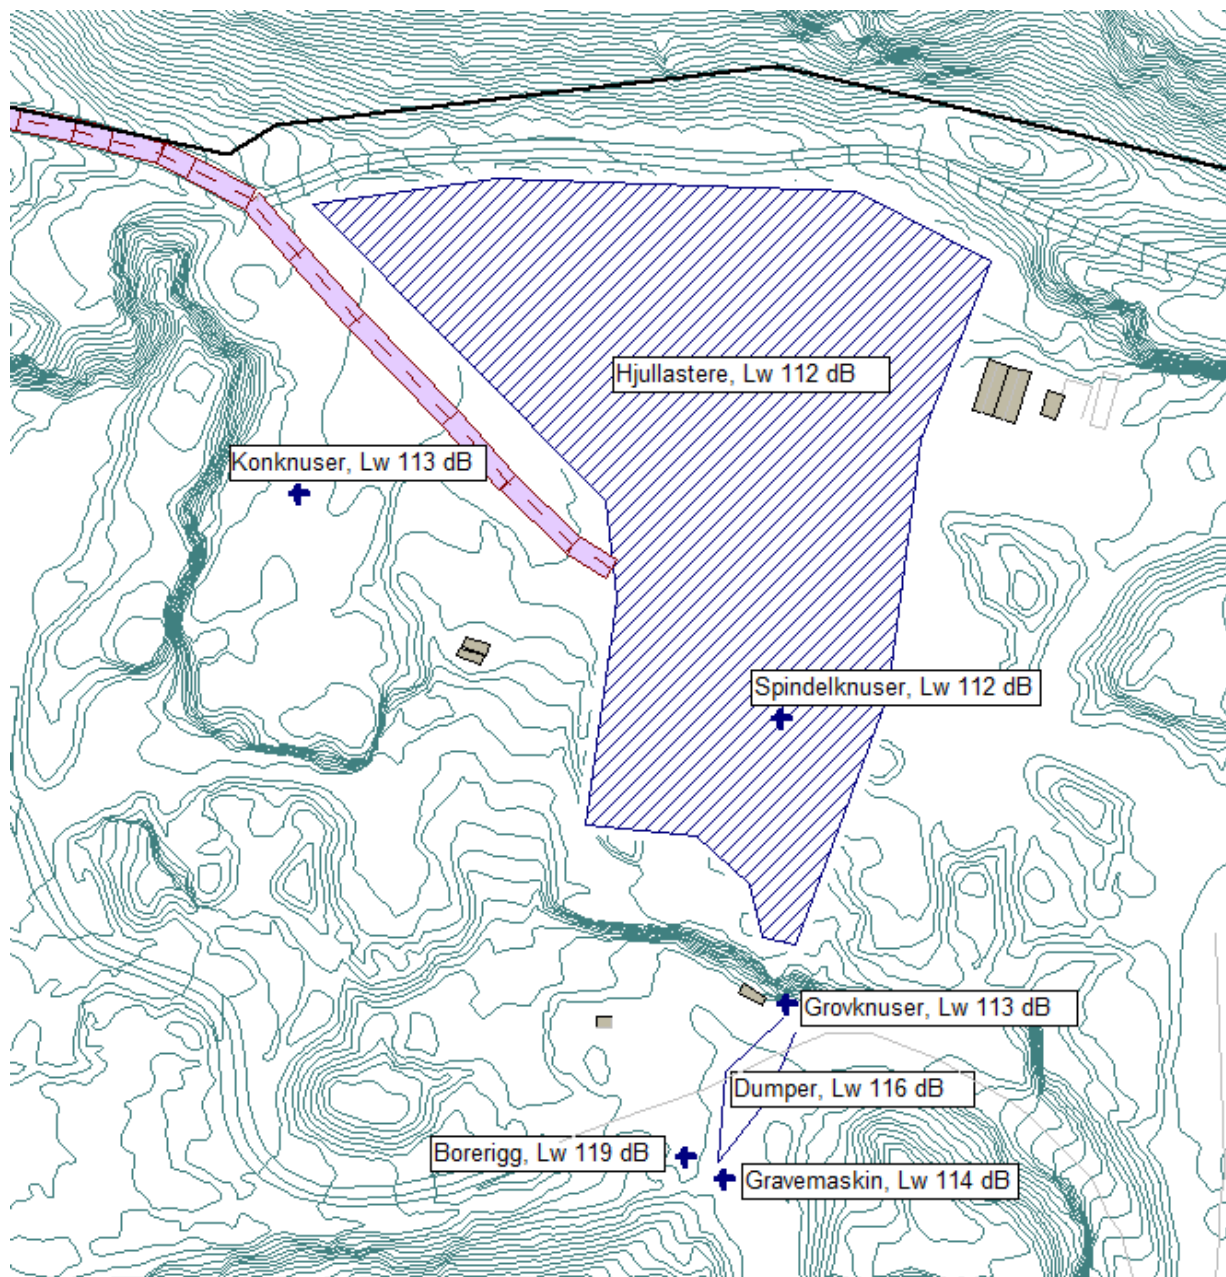 Hjullastere, Lw 112 dB
Konknuser, Lw 113 dB
Spindelknuser, Lw 112 dB
Grovknuser, Lw 113 dB
Dumper, Lw 116 dB
Borerigg, Lw 119 dB
Gravemaskin, Lw 114 dB